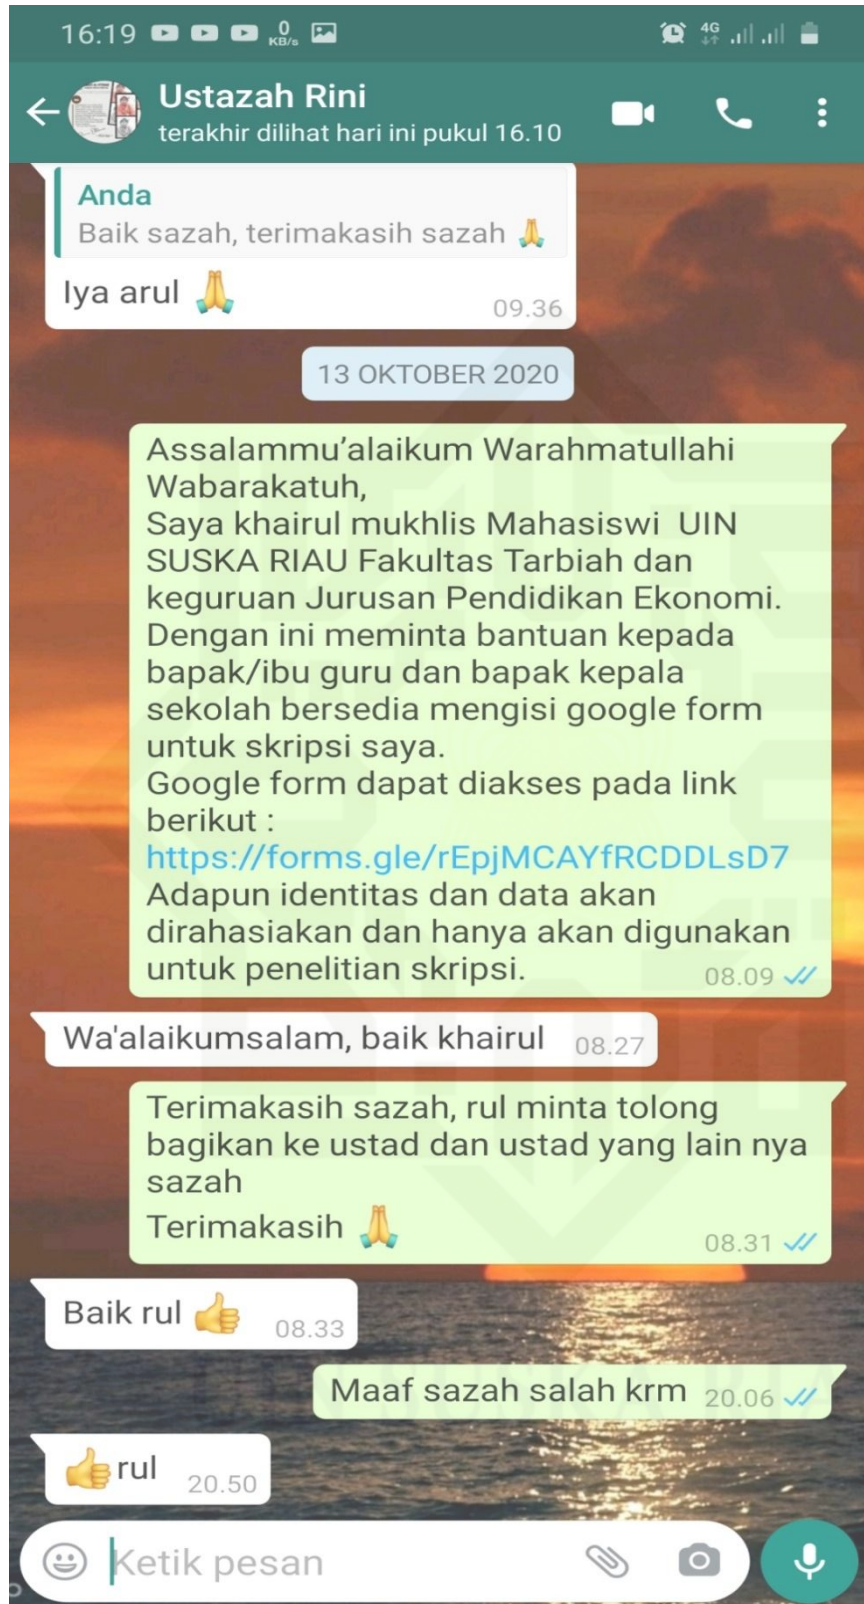 16:19 0 KB/s 4G
Ustazah Rini
terakhir dilihat hari ini pukul 16.10
Anda
Baik sazah, terimakasih sazah 🙏
Iya arul 🙏 09.36
13 OKTOBER 2020
Assalammu'alaikum Warahmatullahi
Wabarakatuh,
Saya khairul mukhlis Mahasiswi  UIN
SUSKA RIAU Fakultas Tarbiah dan
keguruan Jurusan Pendidikan Ekonomi.
Dengan ini meminta bantuan kepada
bapak/ibu guru dan bapak kepala
sekolah bersedia mengisi google form
untuk skripsi saya.
Google form dapat diakses pada link
berikut :
https://forms.gle/rEpjMCAYfRCDDLsD7
Adapun identitas dan data akan
dirahasiakan dan hanya akan digunakan
untuk penelitian skripsi. 08.09
Wa'alaikumsalam, baik khairul 08.27
Terimakasih sazah, rul minta tolong
bagikan ke ustad dan ustad yang lain nya
sazah
Terimakasih 🙏 08.31
Baik rul 👍 08.33
Maaf sazah salah krm 20.06
👍 rul 20.50
Ketik pesan